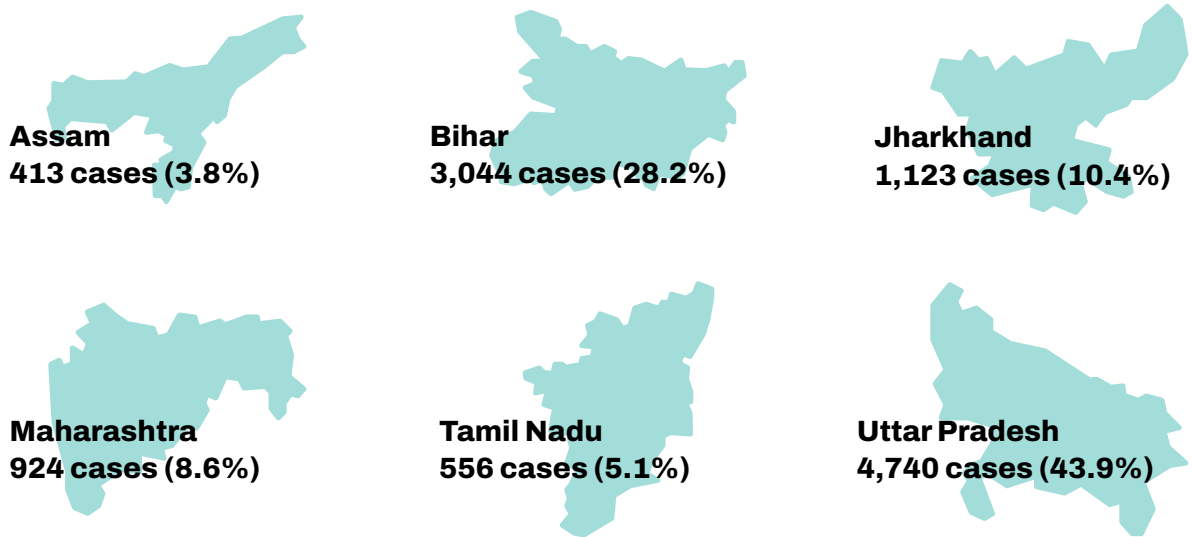 Assam
413 cases (3.8%)
Bihar
3,044 cases (28.2%)
Jharkhand
1,123 cases (10.4%)
Maharashtra
924 cases (8.6%)
Tamil Nadu
556 cases (5.1%)
Uttar Pradesh
4,740 cases (43.9%)